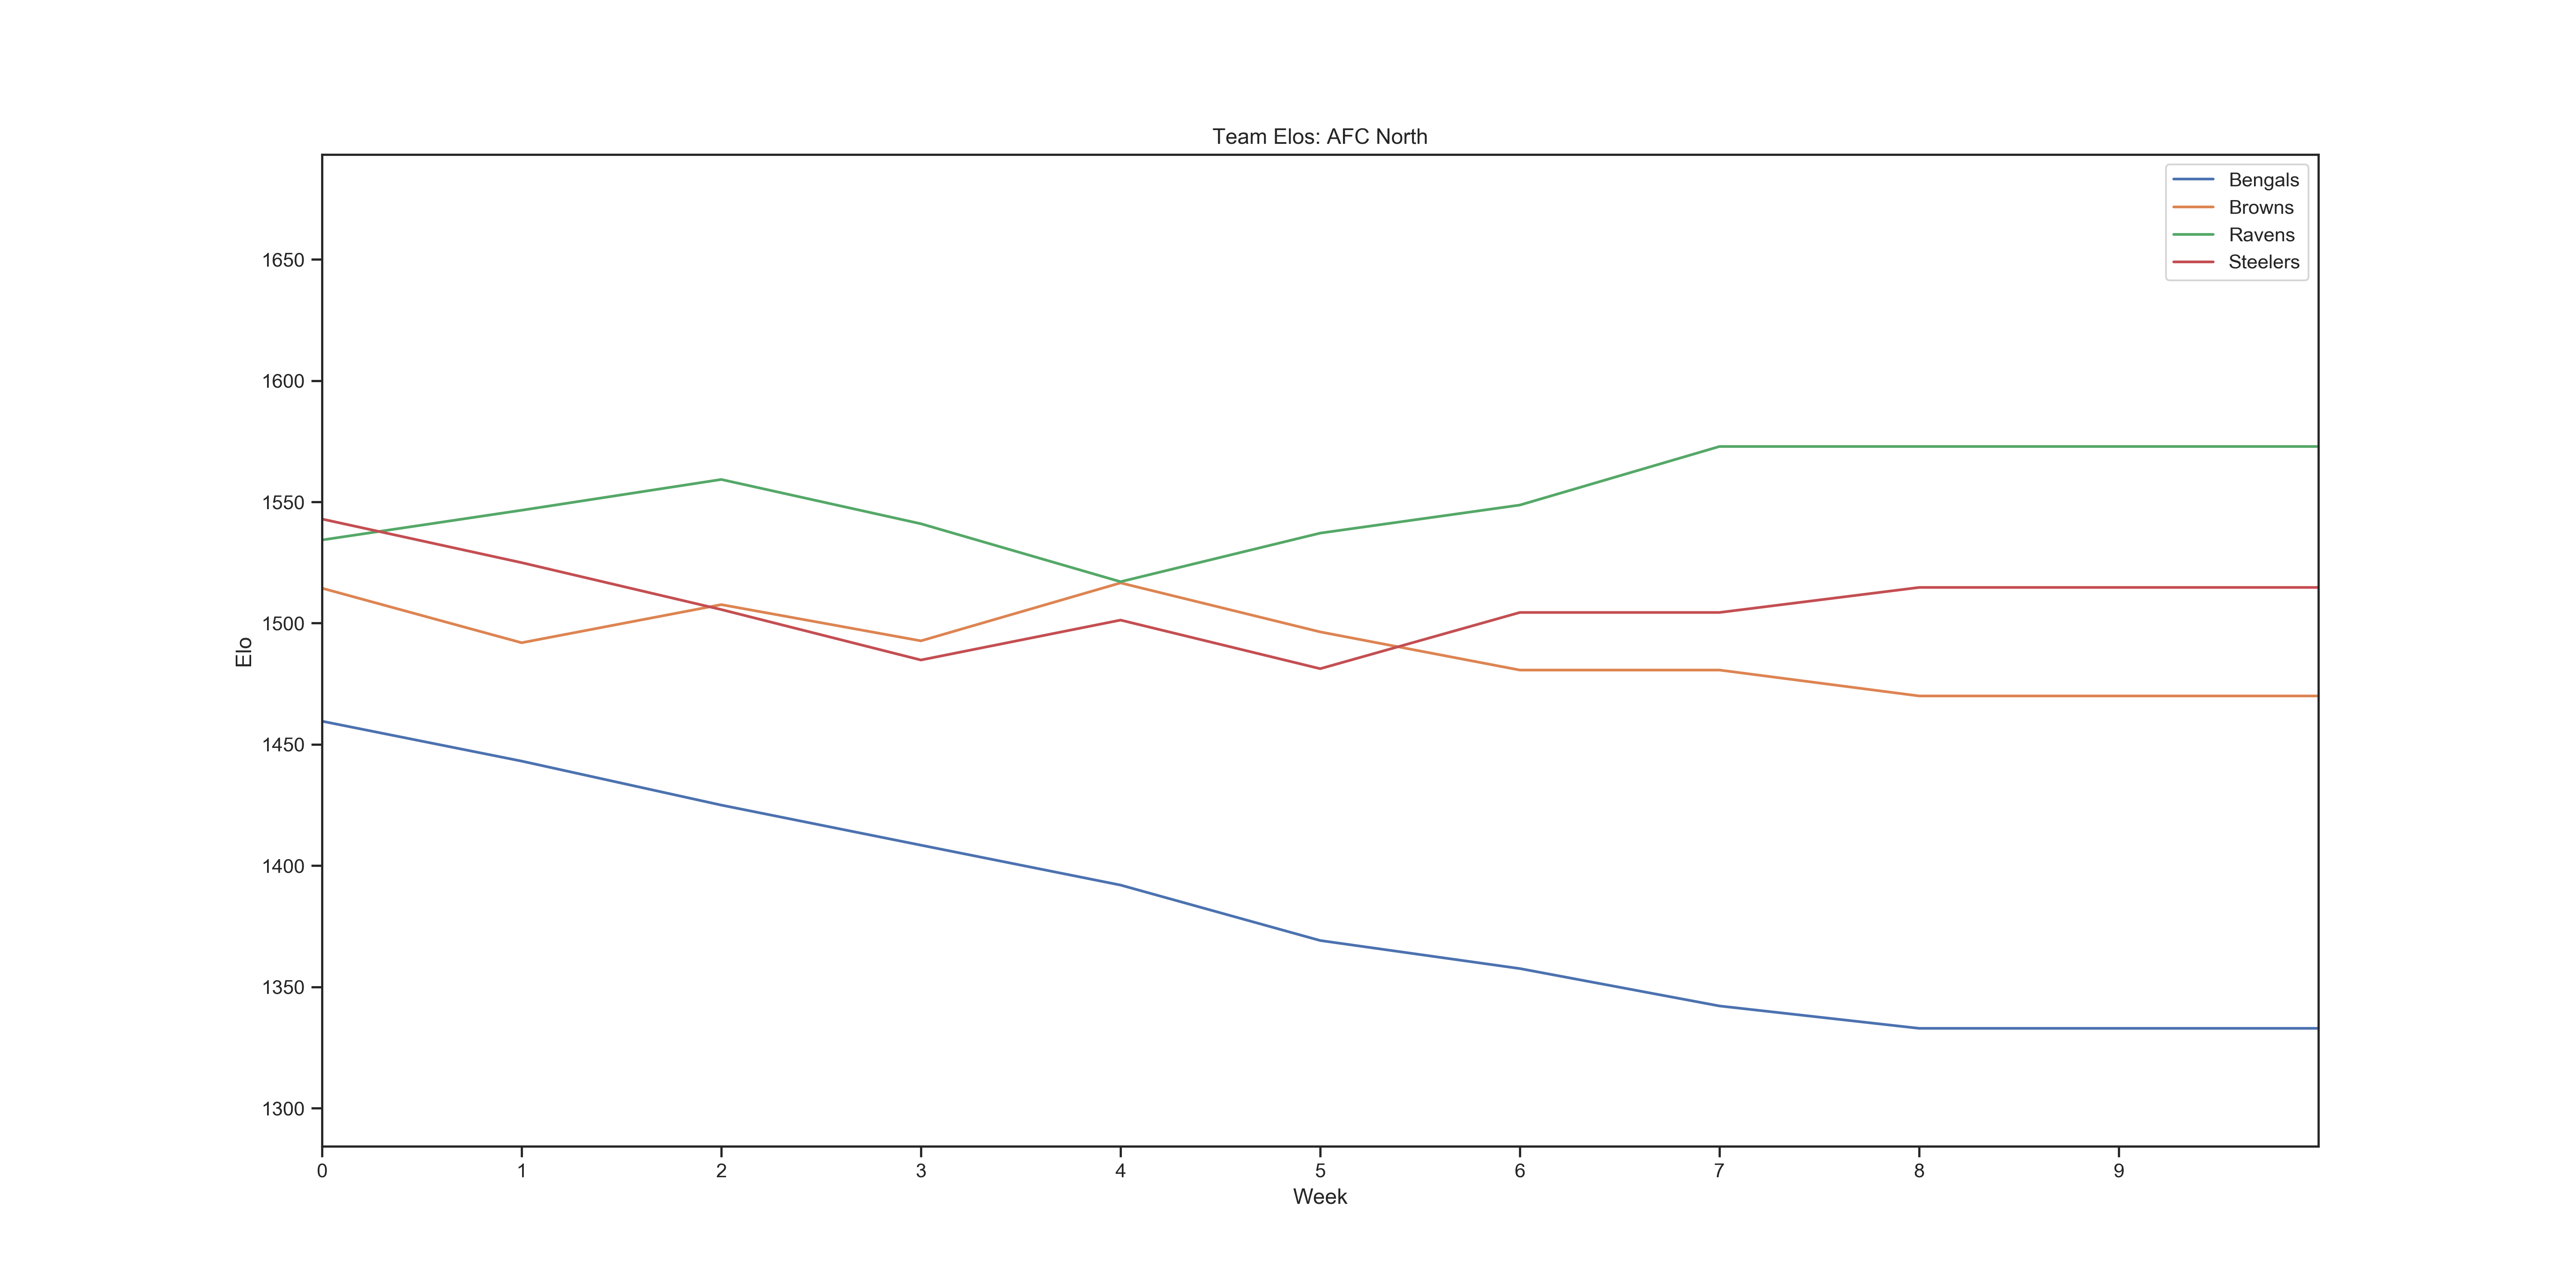 Team Elos: AFC North
Bengals
Browns
Ravens
Steelers
1650
1600
1550
1500
1450
1400
1350
1300
Elo
0 1 2 3 4 5 6 7 8 9
Week